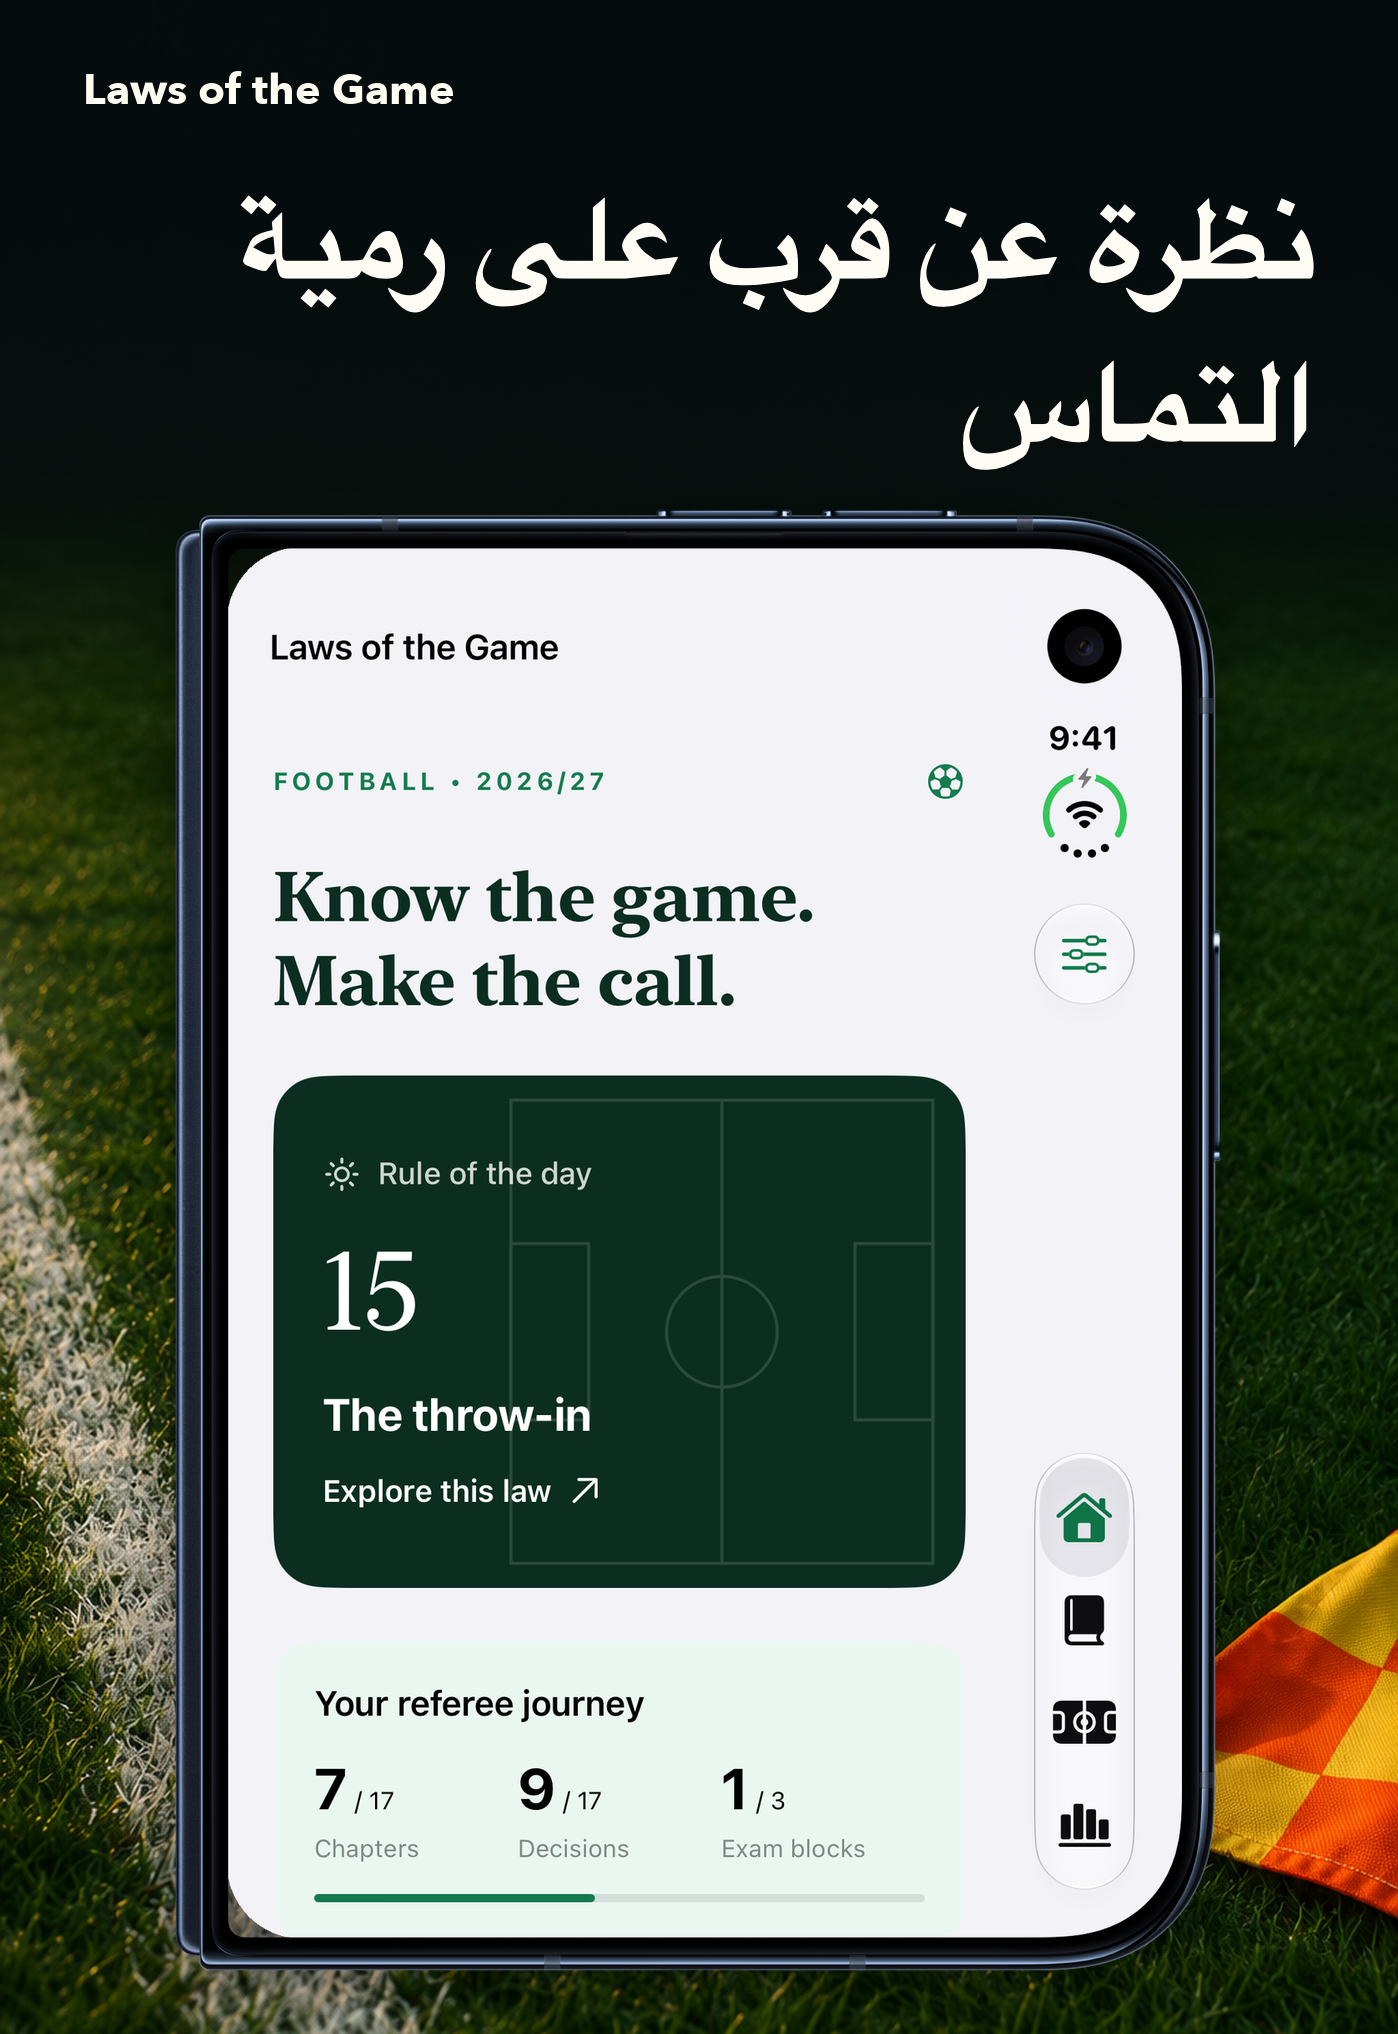 Laws of the Game
نظرة عن قرب على رمية
التماس
Laws of the Game
9:41
FOOTBALL • 2026/27
Know the game.
Make the call.
Rule of the day
15
The throw-in
Explore this law
Your referee journey
7 / 17
Chapters
9 / 17
Decisions
1 / 3
Exam blocks